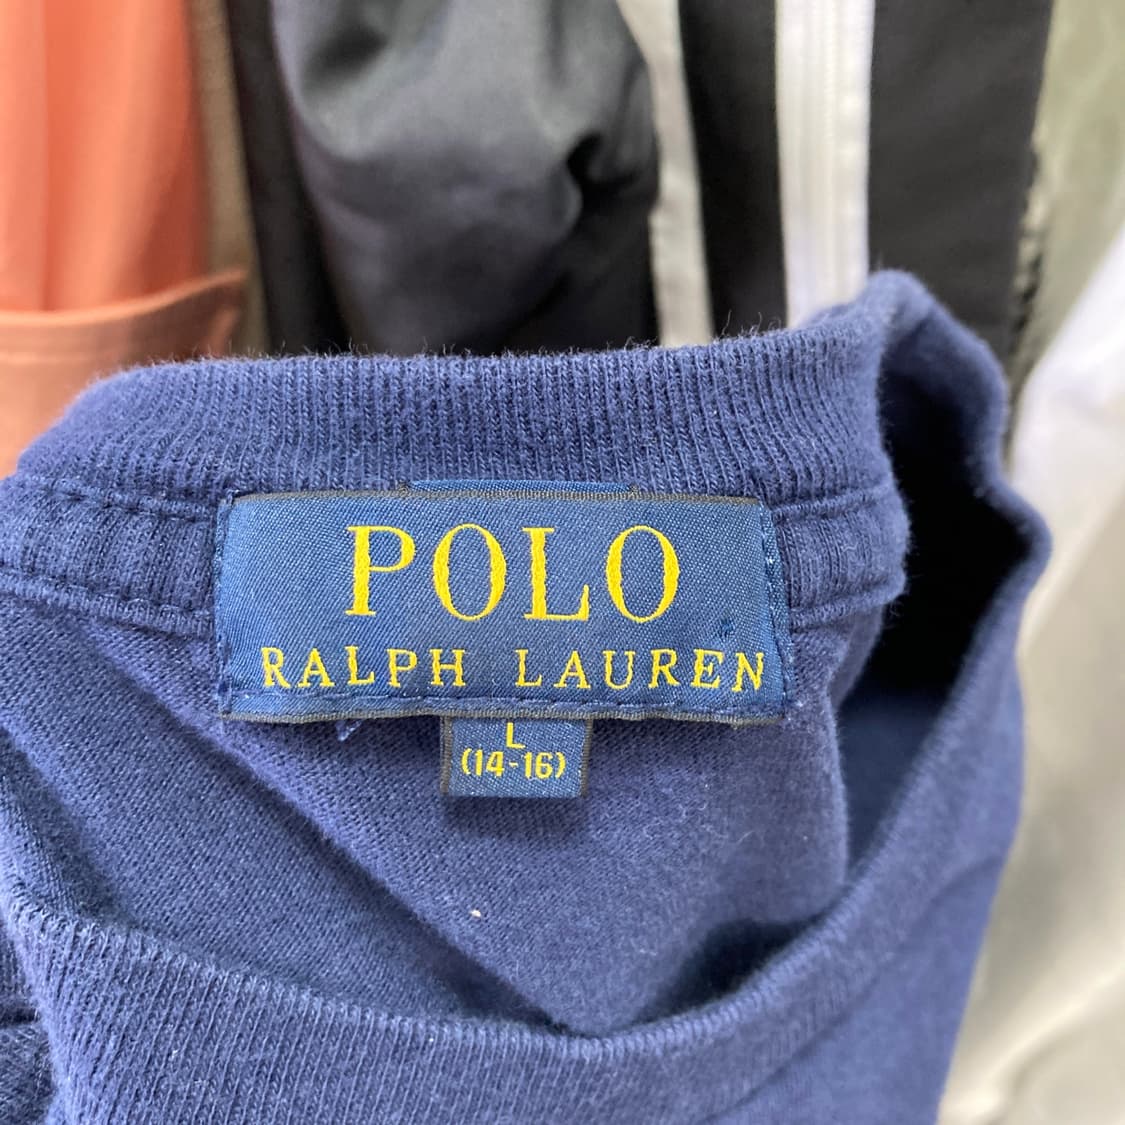 POLO
RALPH LAUREN
L
(14-16)